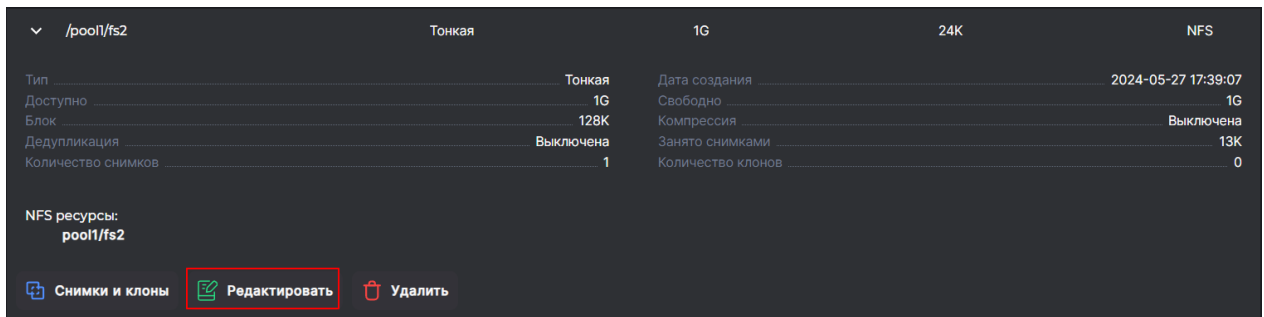 /pool1/fs2 Тонкая 1G 24K NFS
Тип Тонкая Дата создания 2024-05-27 17:39:07
Доступно 1G Свободно 1G
Блок 128K Компрессия Выключена
Дедупликация Выключена Занято снимками 13K
Количество снимков 1 Количество клонов 0
NFS ресурсы:
pool1/fs2
Снимки и клоны Редактировать Удалить